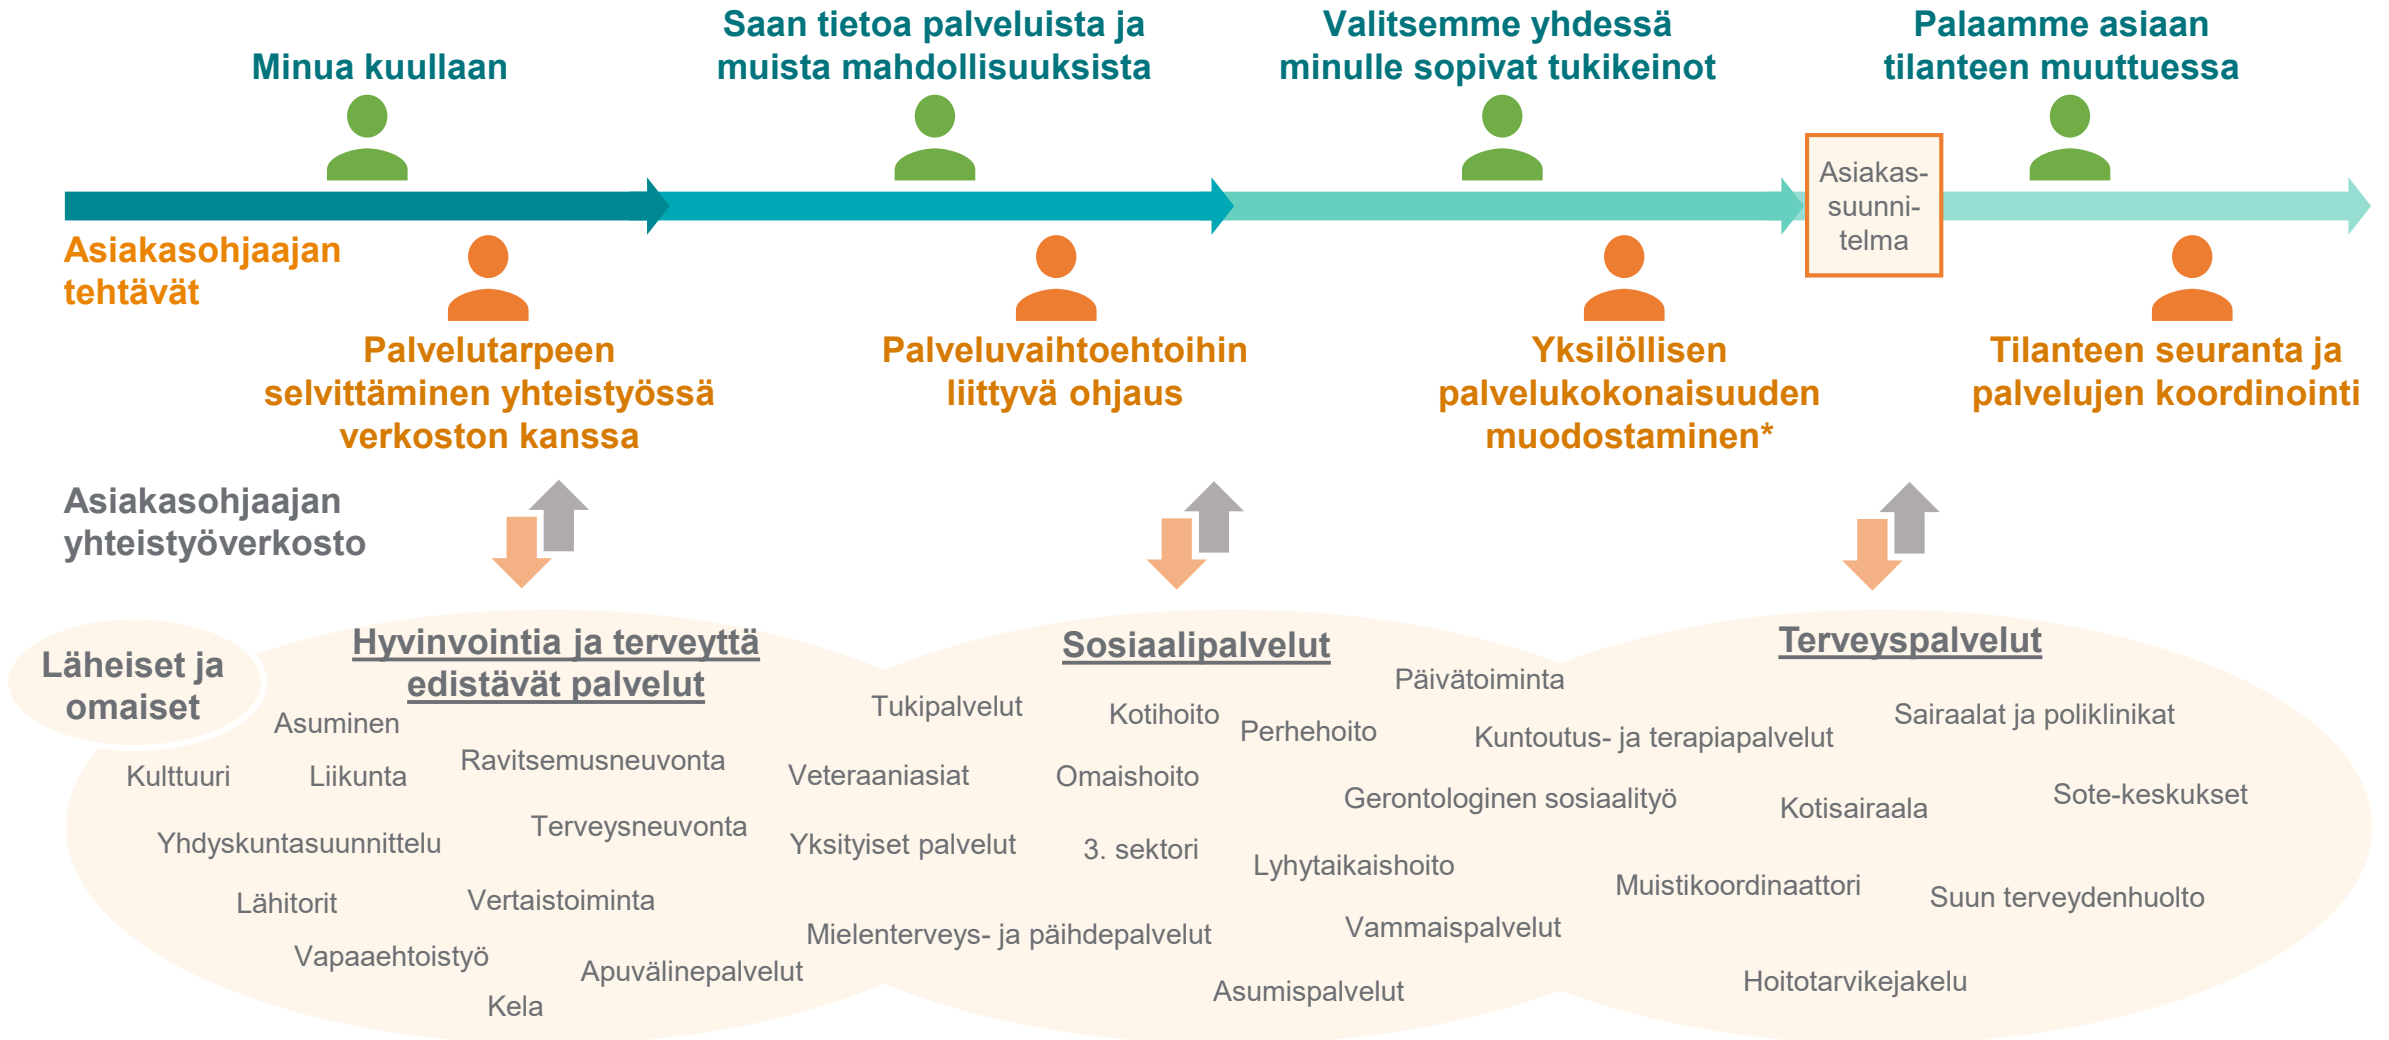 Minua kuullaan
Saan tietoa palveluista ja
muista mahdollisuuksista
Valitsemme yhdessä
minulle sopivat tukikeinot
Palaamme asiaan
tilanteen muuttuessa
Asiakas-
suunni-
telma
Asiakasohjaajan
tehtävät
Palvelutarpeen
selvittäminen yhteistyössä
verkoston kanssa
Palveluvaihtoehtoihin
liittyvä ohjaus
Yksilöllisen
palvelukokonaisuuden
muodostaminen*
Tilanteen seuranta ja
palvelujen koordinointi
Asiakasohjaajan
yhteistyöverkosto
Läheiset ja
omaiset
Hyvinvointia ja terveyttä
edistävät palvelut
Asuminen
Kulttuuri
Liikunta
Ravitsemusneuvonta
Terveysneuvonta
Yhdyskuntasuunnittelu
Lähitorit
Vertaistoiminta
Vapaaehtoistyö
Apuvälinepalvelut
Kela
Sosiaalipalvelut
Tukipalvelut
Kotihoito
Perhehoito
Päivätoiminta
Veteraaniasiat
Omaishoito
Yksityiset palvelut
3. sektori
Gerontologinen sosiaalityö
Lyhytaikaishoito
Mielenterveys- ja päihdepalvelut
Vammaispalvelut
Asumispalvelut
Terveyspalvelut
Kuntoutus- ja terapiapalvelut
Sairaalat ja poliklinikat
Kotisairaala
Sote-keskukset
Muistikoordinaattori
Suun terveydenhuolto
Hoitotarvikejakelu